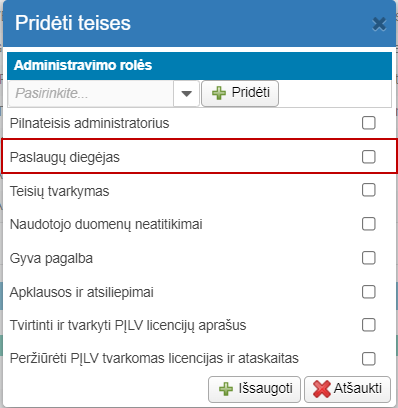 Pridėti teises
Administravimo rolės
Pasirinkite...
Pridėti
Pilnateisis administratorius
Paslaugų diegėjas
Teisių tvarkymas
Naudotojo duomenų neatitikimai
Gyva pagalba
Apklausos ir atsiliepimai
Tvirtinti ir tvarkyti PĮLV licencijų aprašus
Peržiūrėti PĮLV tvarkomas licencijas ir ataskaitas
Išsaugoti Atšaukti